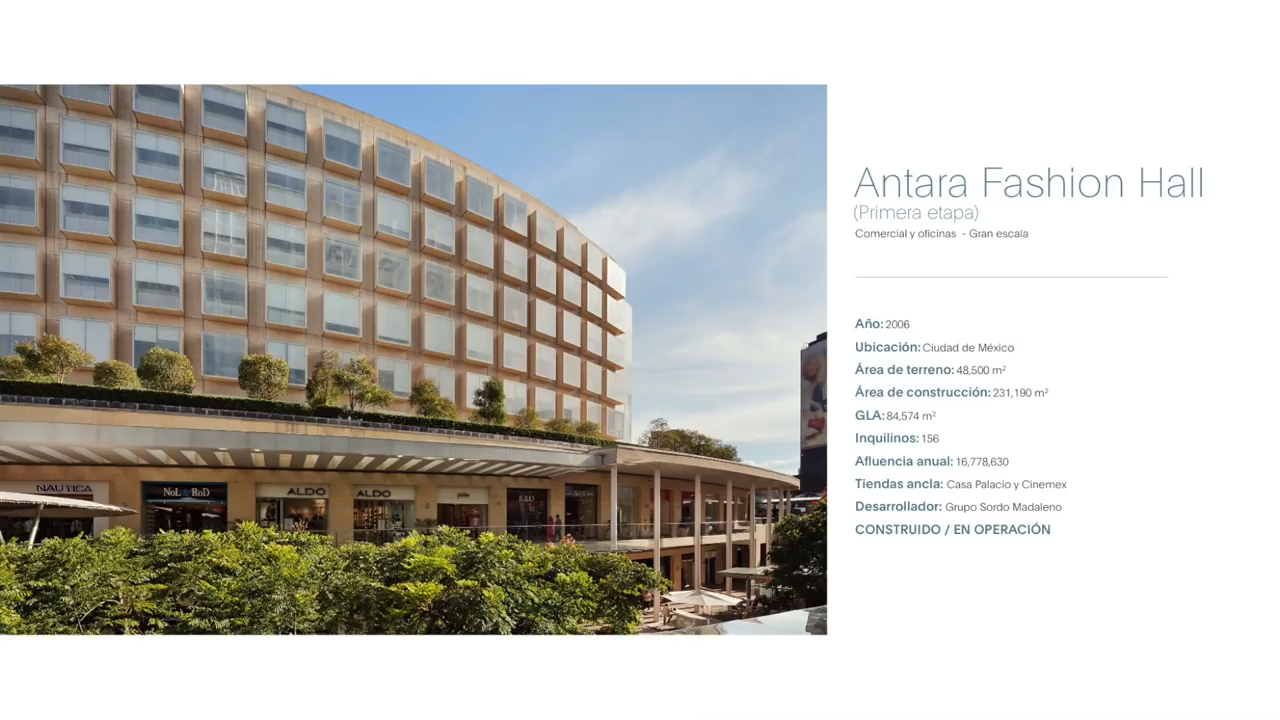 Antara Fashion Hall
(Primera etapa)
Comercial y oficinas - Gran escala
Año: 2006
Ubicación: Ciudad de México
Área de terreno: 48,500 m²
Área de construcción: 231,190 m²
GLA: 84,574 m²
Inquilinos: 156
Afluencia anual: 16,778,630
Tiendas ancla: Casa Palacio y Cinemex
Desarrollador: Grupo Sordo Madaleno
CONSTRUIDO / EN OPERACIÓN
NAUTICA
NoL & RoD
ALDO
ALDO